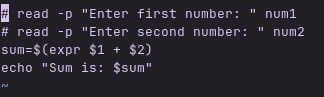 # read -p "Enter first number: " num1
# read -p "Enter second number: " num2
sum=$(expr $1 + $2)
echo "Sum is: $sum"
~